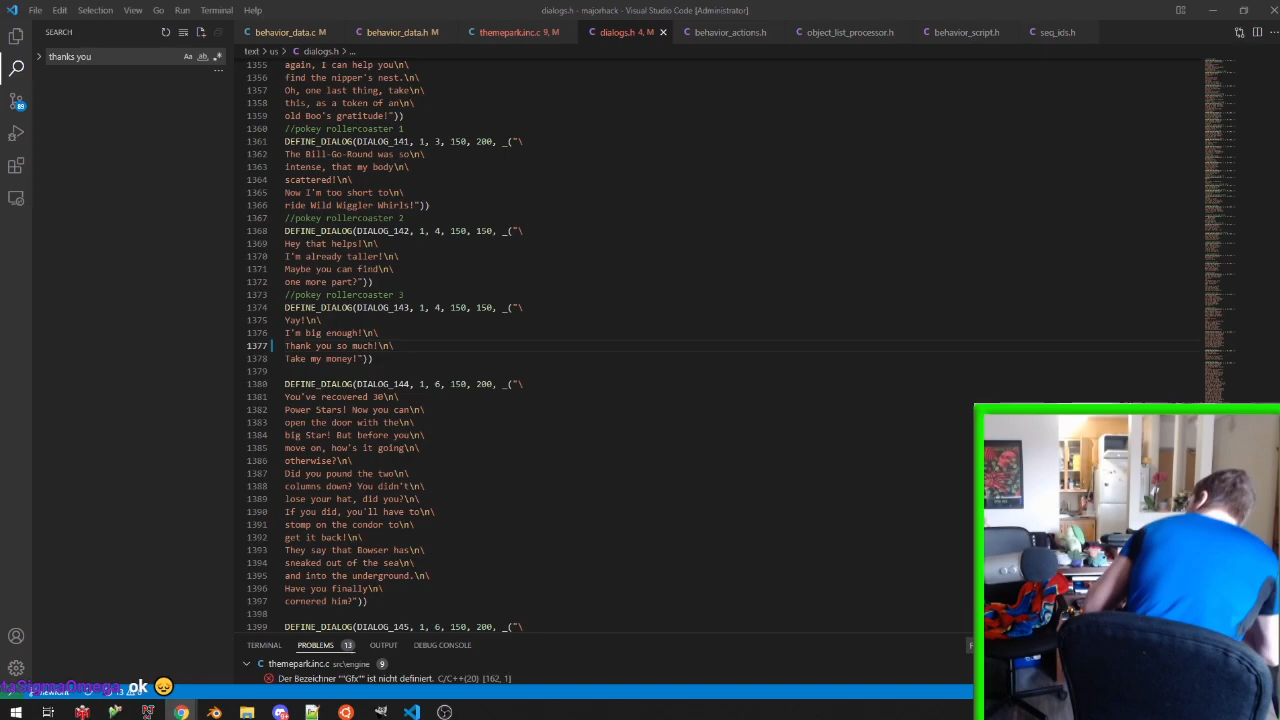 File Edit Selection View Go Run Terminal Help
dialogs.h - majorhack - Visual Studio Code [Administrator]
SEARCH
behavior_data.c M behavior_data.h M themepark.inc.c 9, M dialogs.h 4, M behavior_actions.h object_list_processor.h behavior_script.h seq_ids.h
thanks you
Aa ab
text > us > C dialogs.h > ...
1355 again, I can help you\n\
1356 find the nipper's nest.\n\
1357 Oh, one last thing, take\n\
1358 this, as a token of an\n\
1359 old Boo's gratitude!"))
1360 //pokey rollercoaster 1
1361 DEFINE_DIALOG(DIALOG_141, 1, 3, 150, 200, _("\
1362 The Bill-Go-Round was so\n\
1363 intense, that my body\n\
1364 scattered!\n\
1365 Now I'm too short to\n\
1366 ride Wild Wiggler Whirls!"))
1367 //pokey rollercoaster 2
1368 DEFINE_DIALOG(DIALOG_142, 1, 4, 150, 150, _("\
1369 Hey that helps!\n\
1370 I'm already taller!\n\
1371 Maybe you can find\n\
1372 one more part?"))
1373 //pokey rollercoaster 3
1374 DEFINE_DIALOG(DIALOG_143, 1, 4, 150, 150, _("\
1375 Yay!\n\
1376 I'm big enough!\n\
1377 Thank you so much!\n\
1378 Take my money!"))
1379
1380 DEFINE_DIALOG(DIALOG_144, 1, 6, 150, 200, _("\
1381 You've recovered 30\n\
1382 Power Stars! Now you can\n\
1383 open the door with the\n\
1384 big Star! But before you\n\
1385 move on, how's it going\n\
1386 otherwise?\n\
1387 Did you pound the two\n\
1388 columns down? You didn't\n\
1389 lose your hat, did you?\n\
1390 If you did, you'll have to\n\
1391 stomp on the condor to\n\
1392 get it back!\n\
1393 They say that Bowser has\n\
1394 sneaked out of the sea\n\
1395 and into the underground.\n\
1396 Have you finally\n\
1397 cornered him?"))
1398
1399 DEFINE_DIALOG(DIALOG_145, 1, 6, 150, 200, _("\
89
TERMINAL PROBLEMS 13 OUTPUT DEBUG CONSOLE
themepark.inc.c src\engine 9
Der Bezeichner ""Gfx"" ist nicht definiert. C/C++(20) [162, 1]
taSigmaOmega ok